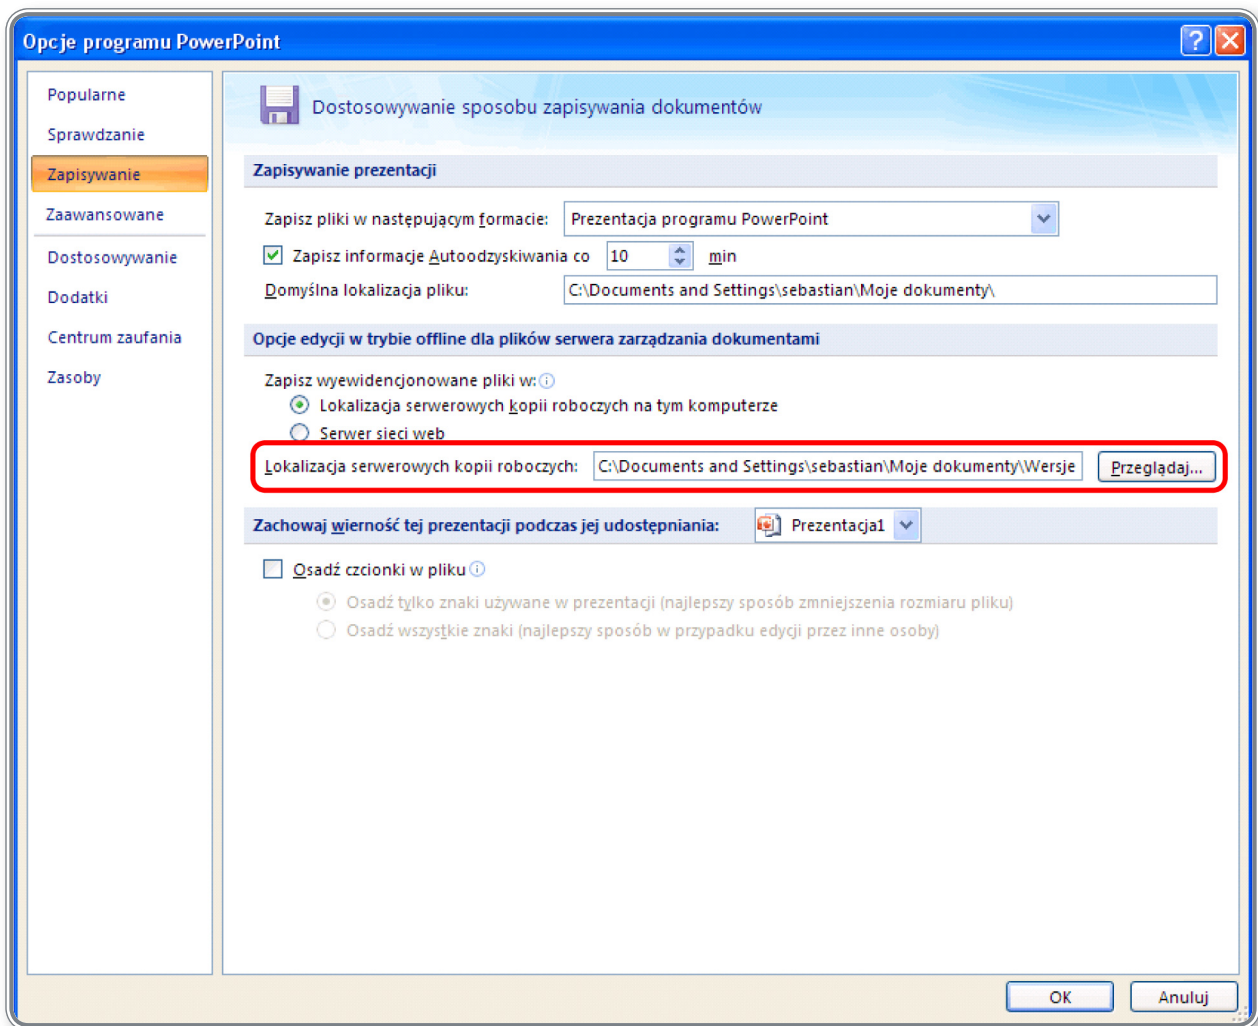 Opcje programu PowerPoint
Popularne
Sprawdzanie
Zapisywanie
Zaawansowane
Dostosowywanie
Dodatki
Centrum zaufania
Zasoby
Dostosowywanie sposobu zapisywania dokumentów
Zapisywanie prezentacji
Zapisz pliki w następującym formacie: Prezentacja programu PowerPoint
Zapisz informacje Autoodzyskiwania co 10 min
Domyślna lokalizacja pliku: C:\Documents and Settings\sebastian\Moje dokumenty\
Opcje edycji w trybie offline dla plików serwera zarządzania dokumentami
Zapisz wyewidencjonowane pliki w:
Lokalizacja serwerowych kopii roboczych na tym komputerze
Serwer sieci web
Lokalizacja serwerowych kopii roboczych: C:\Documents and Settings\sebastian\Moje dokumenty\Wersje Przeglądaj...
Zachowaj wierność tej prezentacji podczas jej udostępniania: Prezentacja1
Osadź czcionki w pliku
Osadź tylko znaki używane w prezentacji (najlepszy sposób zmniejszenia rozmiaru pliku)
Osadź wszystkie znaki (najlepszy sposób w przypadku edycji przez inne osoby)
OK Anuluj